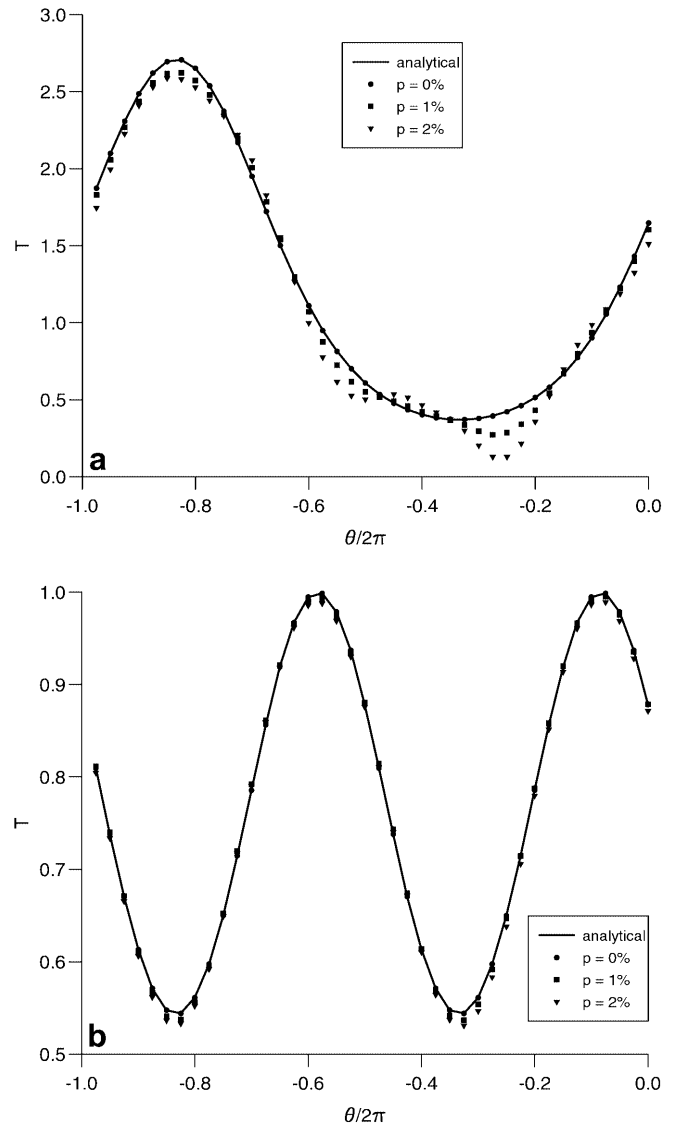 3.0
2.5
2.0
1.5
1.0
0.5
0.0
T
analytical
p = 0%
p = 1%
p = 2%
a
-1.0 -0.8 -0.6 -0.4 -0.2 0.0
θ/2π
1.0
0.9
0.8
0.7
0.6
0.5
T
analytical
p = 0%
p = 1%
p = 2%
b
-1.0 -0.8 -0.6 -0.4 -0.2 0.0
θ/2π